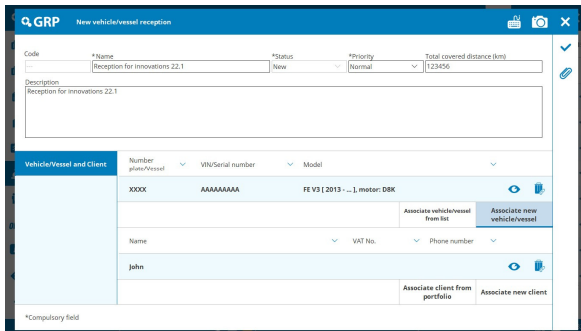 GRP New vehicle/vessel reception
Code *Name *Status *Priority Total covered distance (km)
--- Reception for innovations 22.1 New Normal 123456
Description
Reception for innovations 22.1
Vehicle/Vessel and Client
Number plate/Vessel VIN/Serial number Model
XXXX AAAAAAAAA FE V3 [ 2013 - ... ], motor: D8K
Associate vehicle/vessel from list
Associate new vehicle/vessel
Name VAT No. Phone number
John
Associate client from portfolio
Associate new client
*Compulsory field